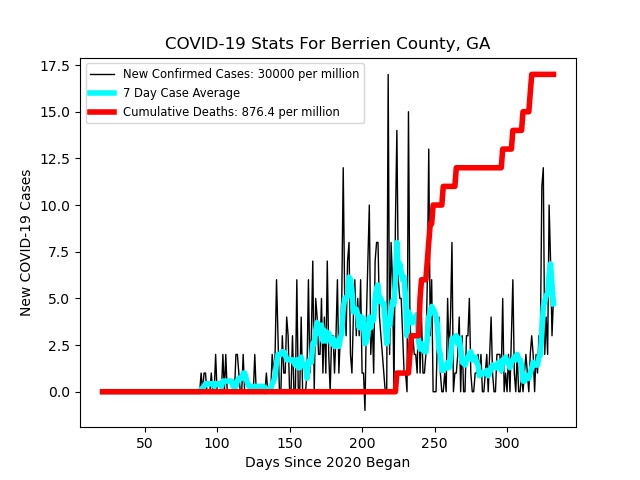 COVID-19 Stats For Berrien County, GA
New Confirmed Cases: 30000 per million
7 Day Case Average
Cumulative Deaths: 876.4 per million
17.5
15.0
12.5
10.0
7.5
5.0
2.5
0.0
New COVID-19 Cases
50 100 150 200 250 300
Days Since 2020 Began